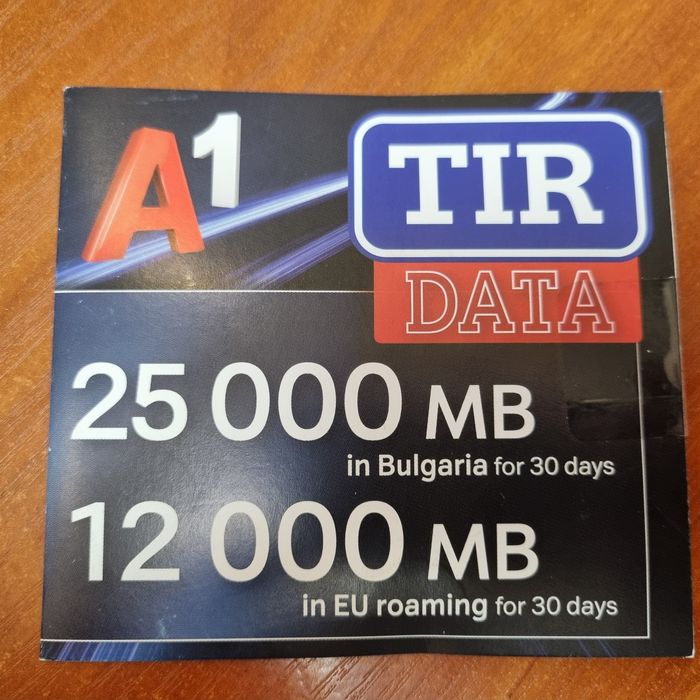 A1
TIR
DATA
25 000 MB
in Bulgaria for 30 days
12 000 MB
in EU roaming for 30 days